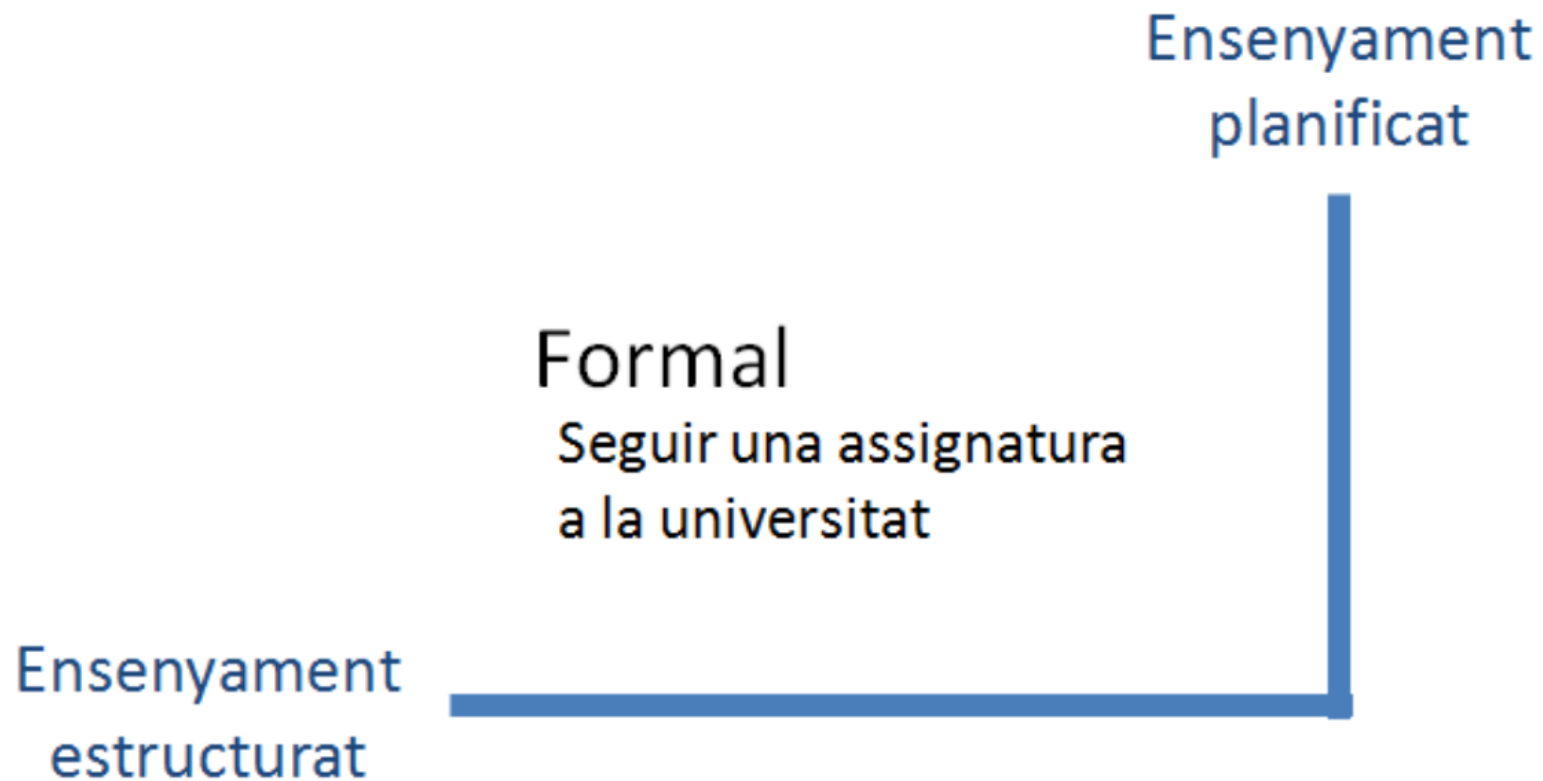 Ensenyament
planificat
Formal
Seguir una assignatura
a la universitat
Ensenyament
estructurat